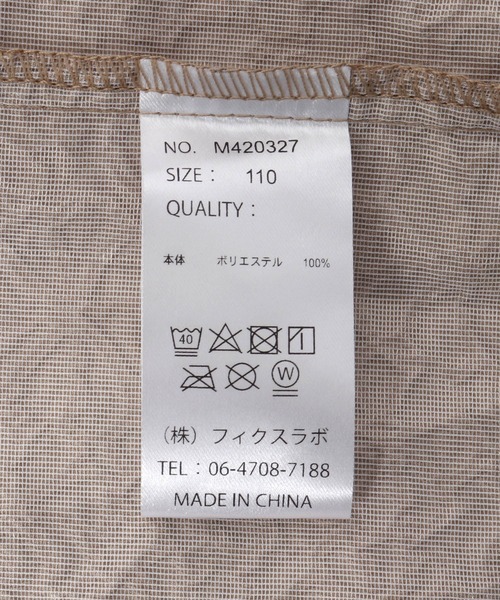 NO. M420327
SIZE : 110
QUALITY :
本体 ポリエステル 100%
40
W
（株）フィクスラボ
TEL : 06-4708-7188
MADE IN CHINA